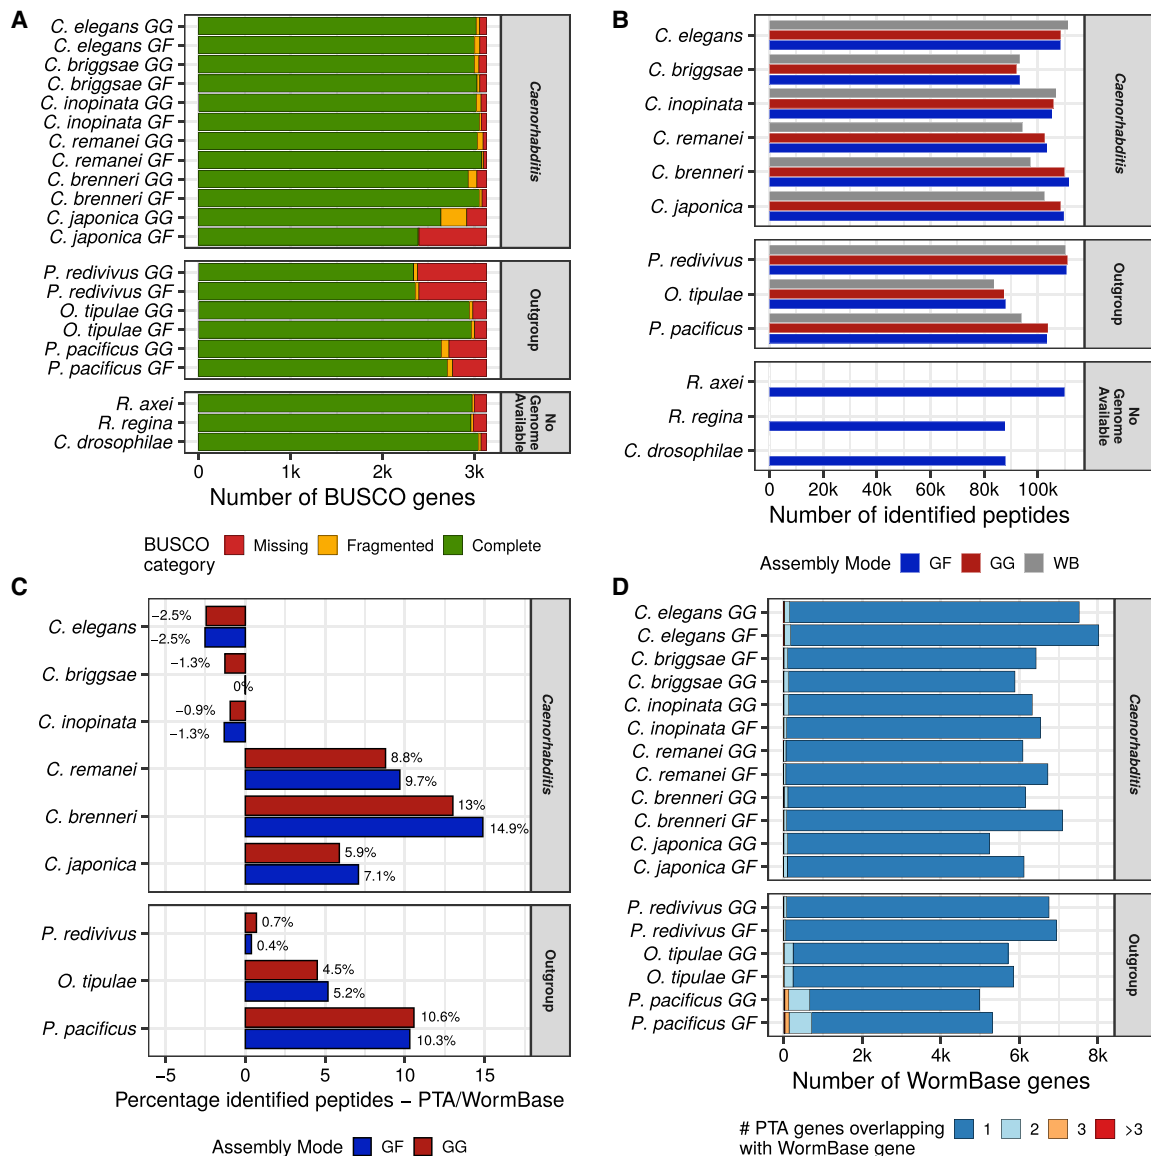 A
C. elegans GG
C. elegans GF
C. briggsae GG
C. briggsae GF
C. inopinata GG
C. inopinata GF
C. remanei GG
C. remanei GF
C. brenneri GG
C. brenneri GF
C. japonica GG
C. japonica GF
Caenorhabditis
P. redivivus GG
P. redivivus GF
O. tipulae GG
O. tipulae GF
P. pacificus GG
P. pacificus GF
Outgroup
R. axei
R. regina
C. drosophilae
No
Genome
Available
0 1k 2k 3k
Number of BUSCO genes
BUSCO
category
Missing Fragmented Complete
B
C. elegans
C. briggsae
C. inopinata
C. remanei
C. brenneri
C. japonica
Caenorhabditis
P. redivivus
O. tipulae
P. pacificus
Outgroup
R. axei
R. regina
C. drosophilae
No
Genome
Available
0 20k 40k 60k 80k 100k
Number of identified peptides
Assembly Mode GF GG WB
C
C. elegans
−2.5%
−2.5%
C. briggsae
−1.3%
0%
C. inopinata
−0.9%
−1.3%
C. remanei
8.8%
9.7%
C. brenneri
13%
14.9%
C. japonica
5.9%
7.1%
Caenorhabditis
P. redivivus
0.7%
0.4%
O. tipulae
4.5%
5.2%
P. pacificus
10.6%
10.3%
Outgroup
−5 0 5 10 15
Percentage identified peptides − PTA/WormBase
Assembly Mode GF GG
D
C. elegans GG
C. elegans GF
C. briggsae GF
C. briggsae GG
C. inopinata GG
C. inopinata GF
C. remanei GG
C. remanei GF
C. brenneri GG
C. brenneri GF
C. japonica GG
C. japonica GF
Caenorhabditis
P. redivivus GG
P. redivivus GF
O. tipulae GG
O. tipulae GF
P. pacificus GG
P. pacificus GF
Outgroup
0 2k 4k 6k 8k
Number of WormBase genes
# PTA genes overlapping
with WormBase gene
1 2 3 >3